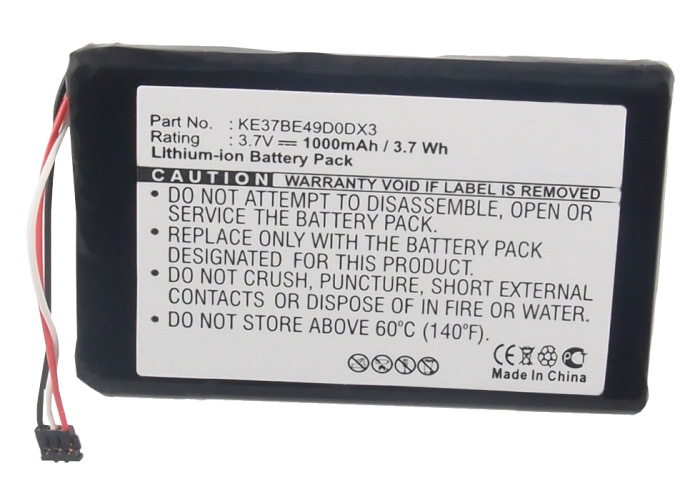 Part No. : KE37BE49D0DX3
Rating : 3.7V 1000mAh / 3.7 Wh
Lithium-ion Battery Pack
CAUTION WARRANTY VOID IF LABEL IS REMOVED
• DO NOT ATTEMPT TO DISASSEMBLE, OPEN OR
SERVICE THE BATTERY PACK.
• REPLACE ONLY WITH THE BATTERY PACK
DESIGNATED FOR THIS PRODUCT.
• DO NOT CRUSH, PUNCTURE, SHORT EXTERNAL
CONTACTS OR DISPOSE OF IN FIRE OR WATER.
• DO NOT STORE ABOVE 60°C (140°F).
CE
Made In China